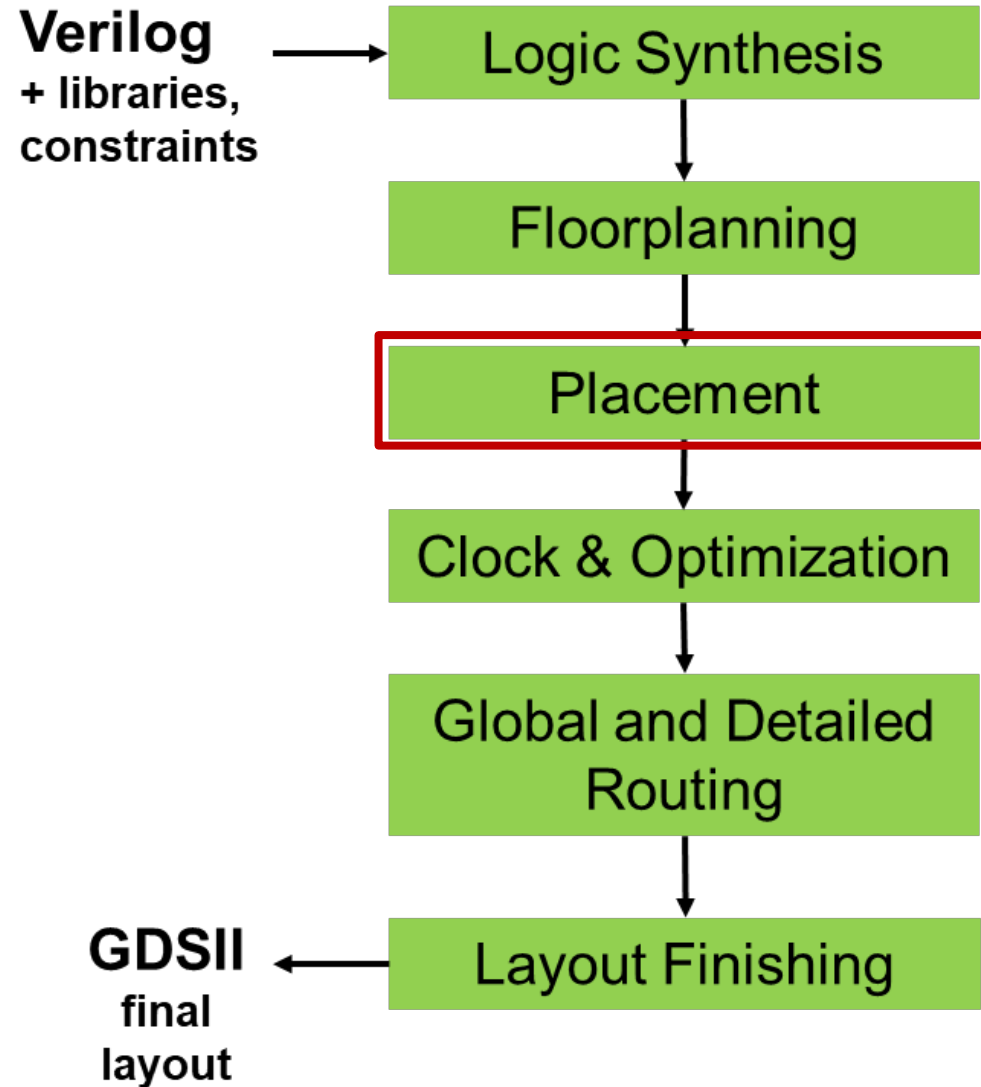 Verilog
+ libraries,
constraints
Logic Synthesis
Floorplanning
Placement
Clock & Optimization
Global and Detailed
Routing
Layout Finishing
GDSII
final
layout